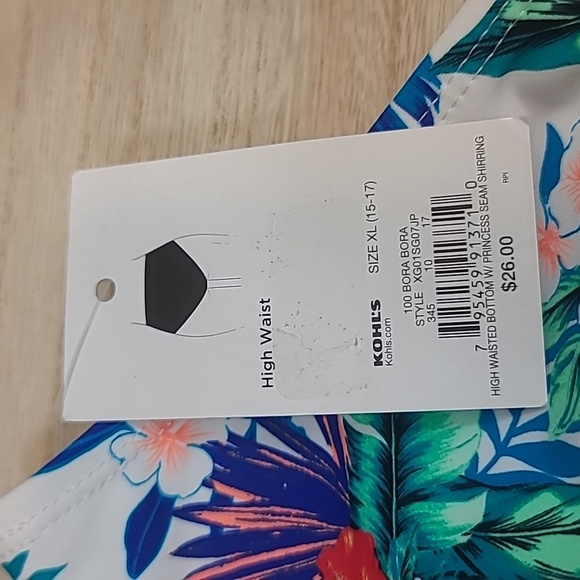 High Waist
KOHL'S
Kohls.com
SIZE XL (15-17)
100 BORA BORA
STYLE XG01SG07JP
345 10 17
7 95459 91371 0
HIGH WAISTED BOTTOM W/ PRINCESS SEAM SHIRRING
$26.00
RPI